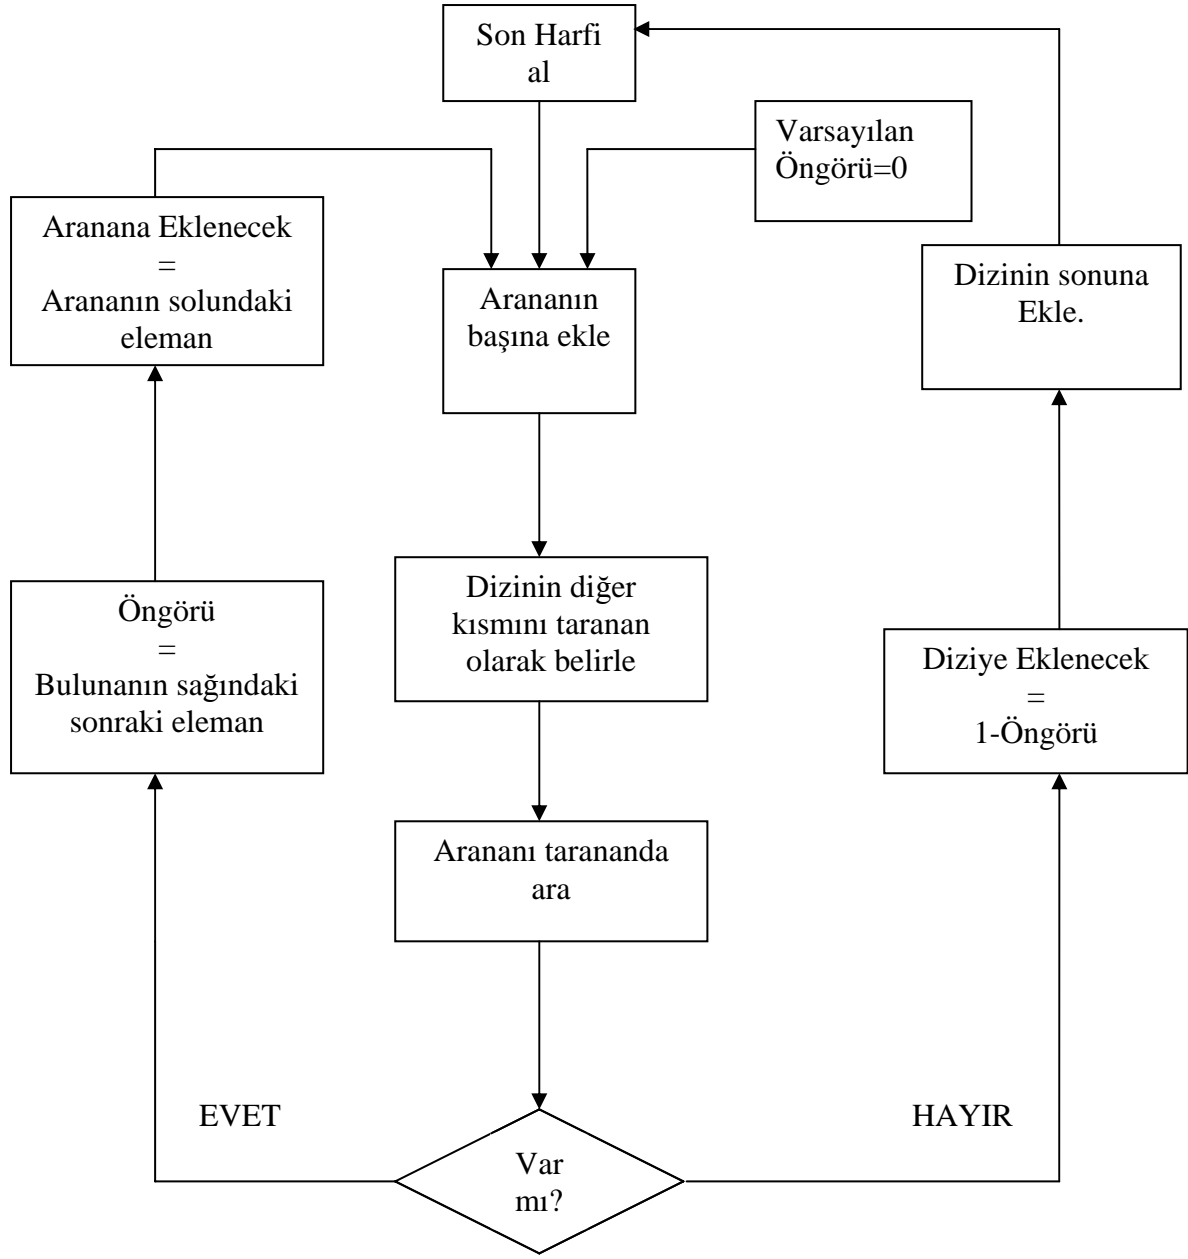 Son Harfi
al
Varsayılan
Öngörü=0
Aranana Eklenecek
=
Arananın solundaki
eleman
Arananın
başına ekle
Dizinin sonuna
Ekle.
Öngörü
=
Bulunanın sağındaki
sonraki eleman
Dizinin diğer
kısmını taranan
olarak belirle
Diziye Eklenecek
=
1-Öngörü
Arananı tarananda
ara
EVET
HAYIR
Var
mı?